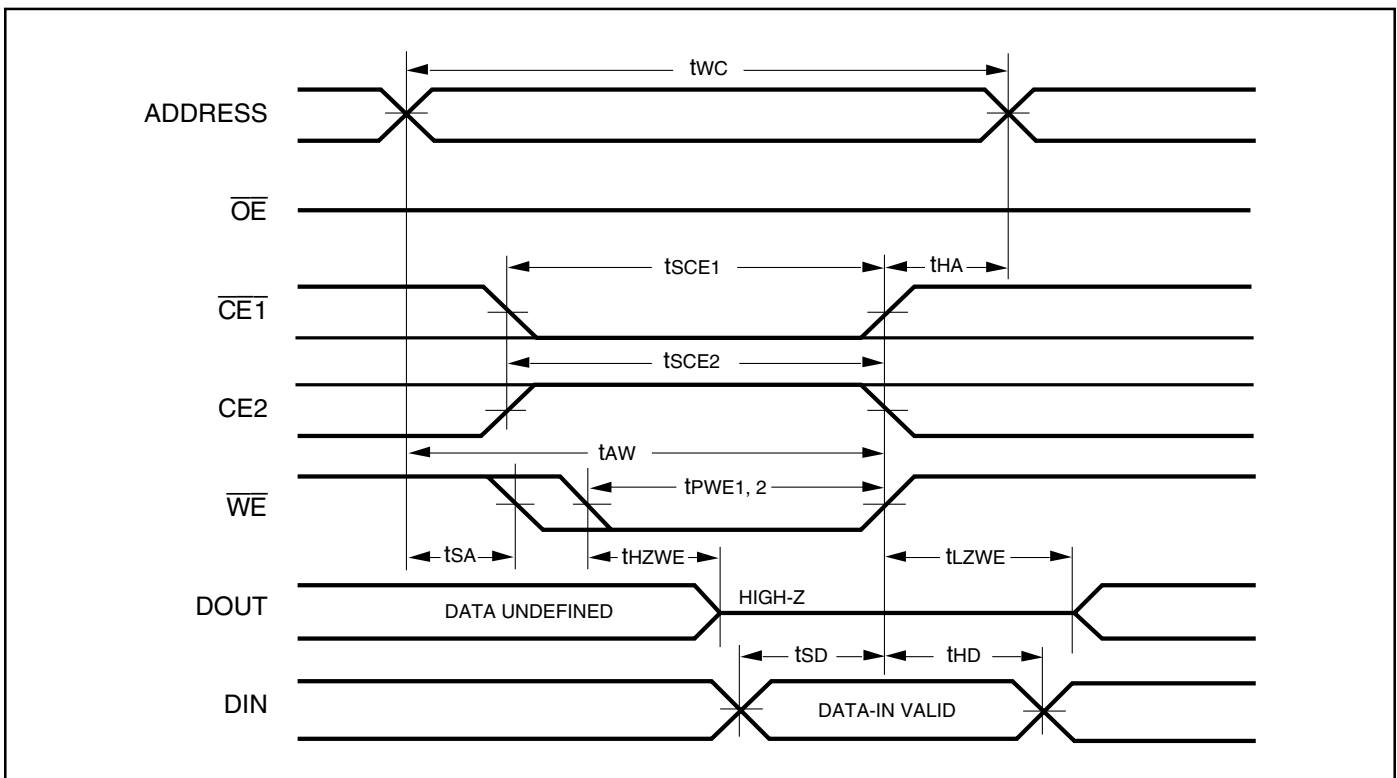 tWC
ADDRESS
OE
tSCE1
tHA
CE1
tSCE2
CE2
tAW
tPWE1, 2
WE
tSA
tHZWE
tLZWE
DOUT
DATA UNDEFINED
HIGH-Z
tSD
tHD
DIN
DATA-IN VALID